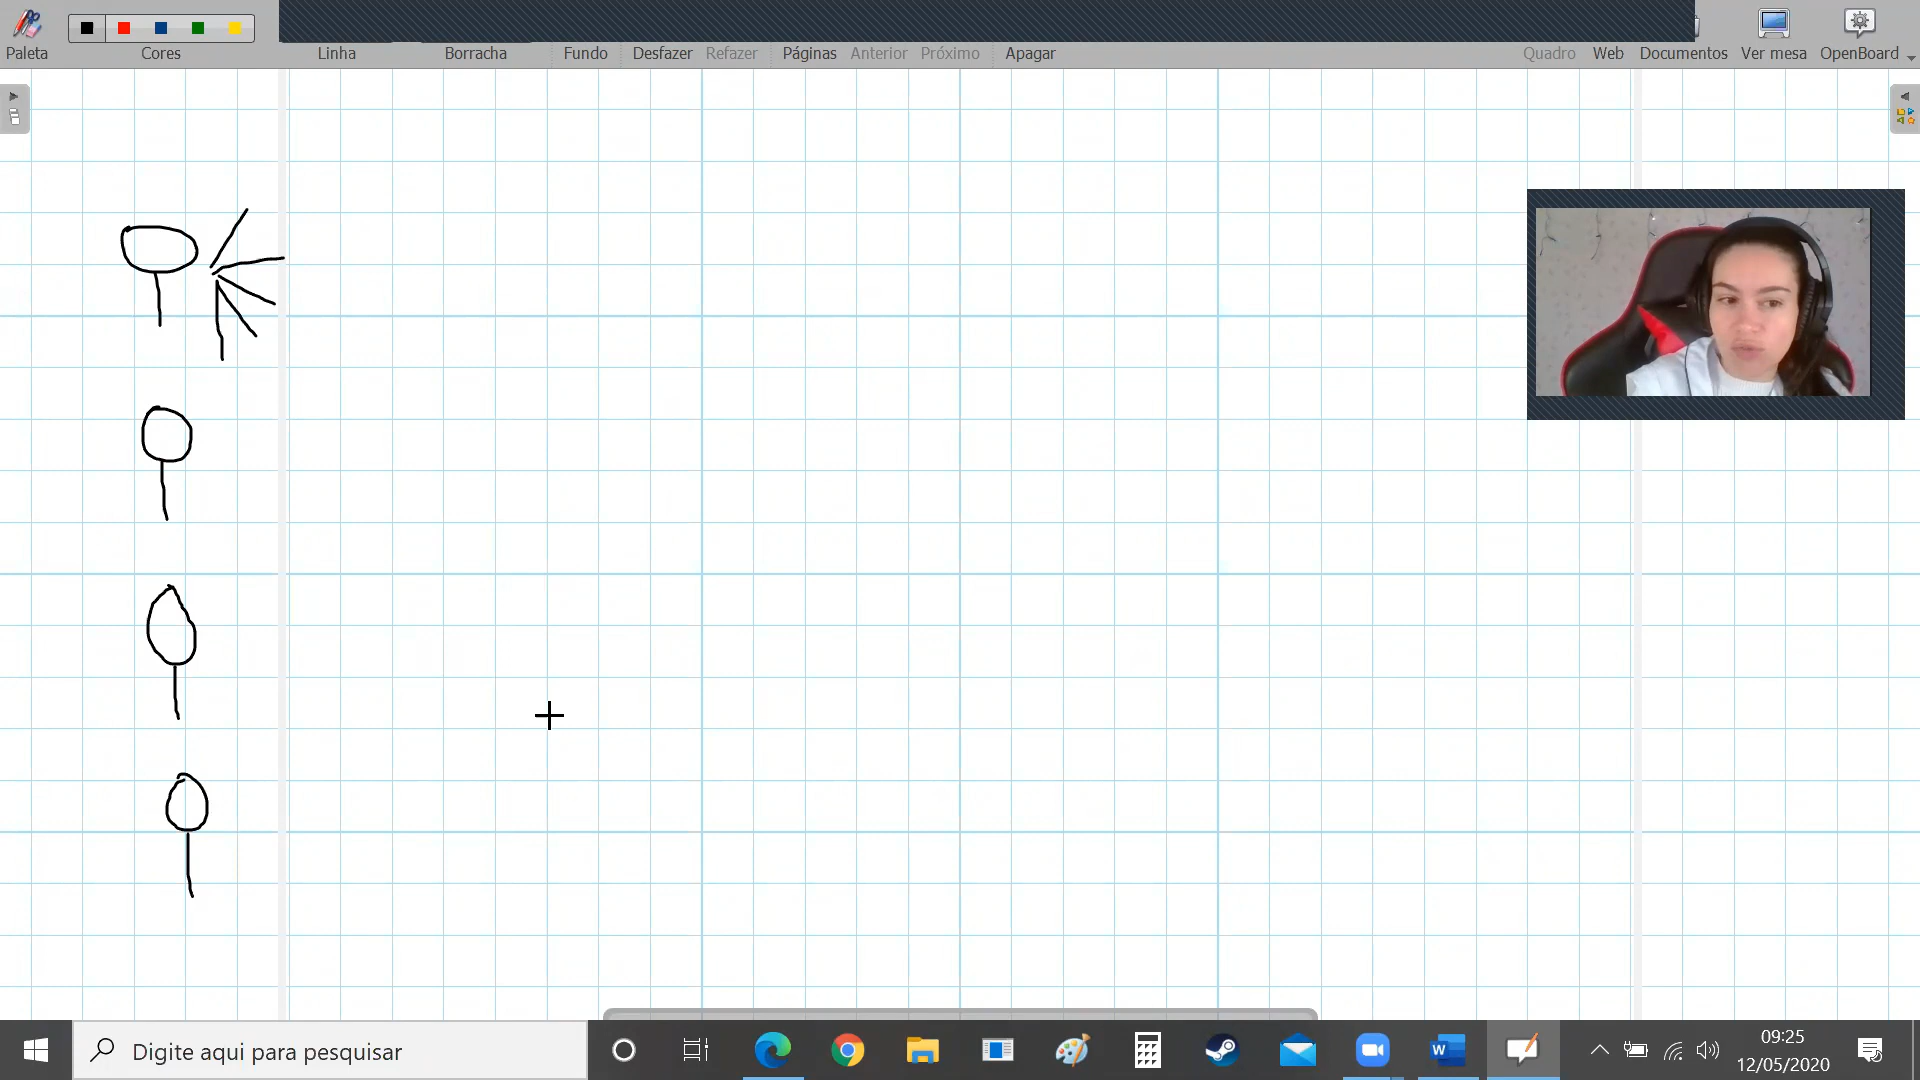 Paleta Cores Linha Borracha Fundo Desfazer Refazer Páginas Anterior Próximo Apagar Quadro Web Documentos Ver mesa OpenBoard
Digite aqui para pesquisar
09:25
12/05/2020